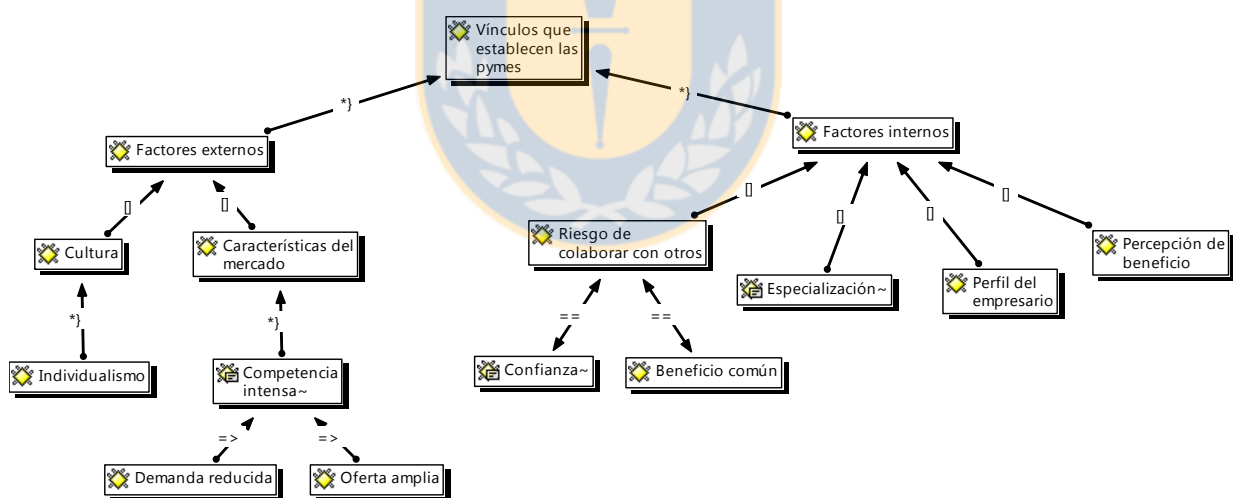 Vínculos que
establecen las
pymes
*}
*}
Factores externos
Factores internos
[]
[]
[]
[]
[]
[]
Cultura
Características del
mercado
Riesgo de
colaborar con otros
Especialización~
Perfil del
empresario
Percepción de
beneficio
*}
*}
==
==
Individualismo
Competencia
intensa~
Confianza~
Beneficio común
=>
=>
Demanda reducida
Oferta amplia